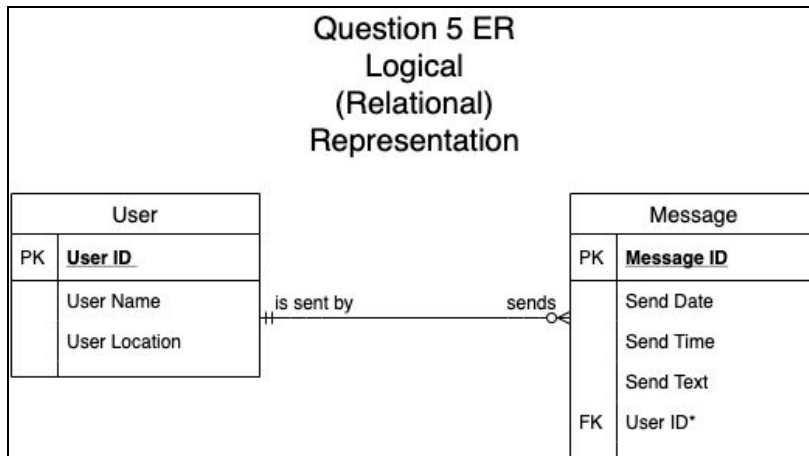 Question 5 ER
Logical
(Relational)
Representation
User
PK User ID
User Name
User Location
is sent by
sends
Message
PK Message ID
Send Date
Send Time
Send Text
FK User ID*